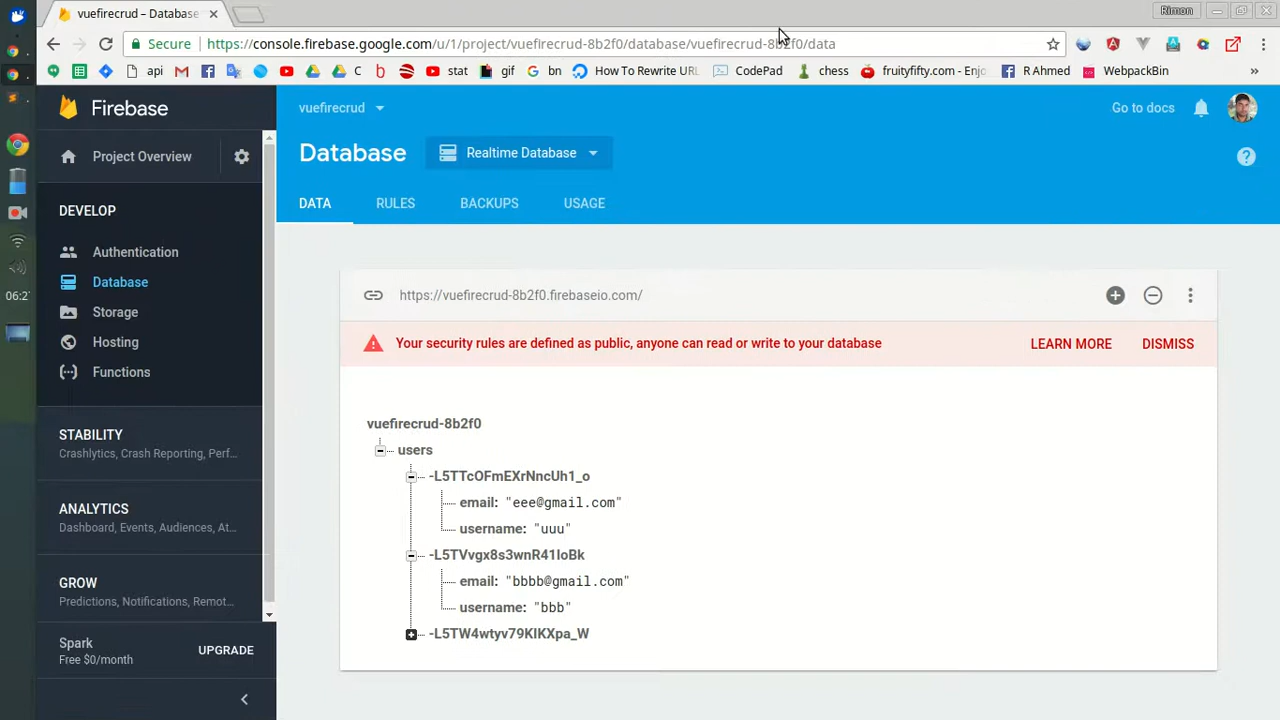 vuefirecrud – Database
Rimon
Secure
https://console.firebase.google.com/u/1/project/vuefirecrud-8b2f0/database/vuefirecrud-8b2f0/data
api
C
stat
gif
bn
How To Rewrite URL
CodePad
chess
fruityfifty.com - Enjo
R Ahmed
WebpackBin
»
Firebase
vuefirecrud
Go to docs
Project Overview
Database
Realtime Database
DATA
RULES
BACKUPS
USAGE
DEVELOP
Authentication
Database
Storage
Hosting
Functions
06:2
STABILITY
Crashlytics, Crash Reporting, Perf…
ANALYTICS
Dashboard, Events, Audiences, At…
GROW
Predictions, Notifications, Remot…
Spark
Free $0/month
UPGRADE
https://vuefirecrud-8b2f0.firebaseio.com/
Your security rules are defined as public, anyone can read or write to your database
LEARN MORE
DISMISS
vuefirecrud-8b2f0
users
-L5TTcOFmEXrNncUh1_o
email: "eee@gmail.com"
username: "uuu"
-L5TVvgx8s3wnR41loBk
email: "bbbb@gmail.com"
username: "bbb"
-L5TW4wtyv79KIKXpa_W